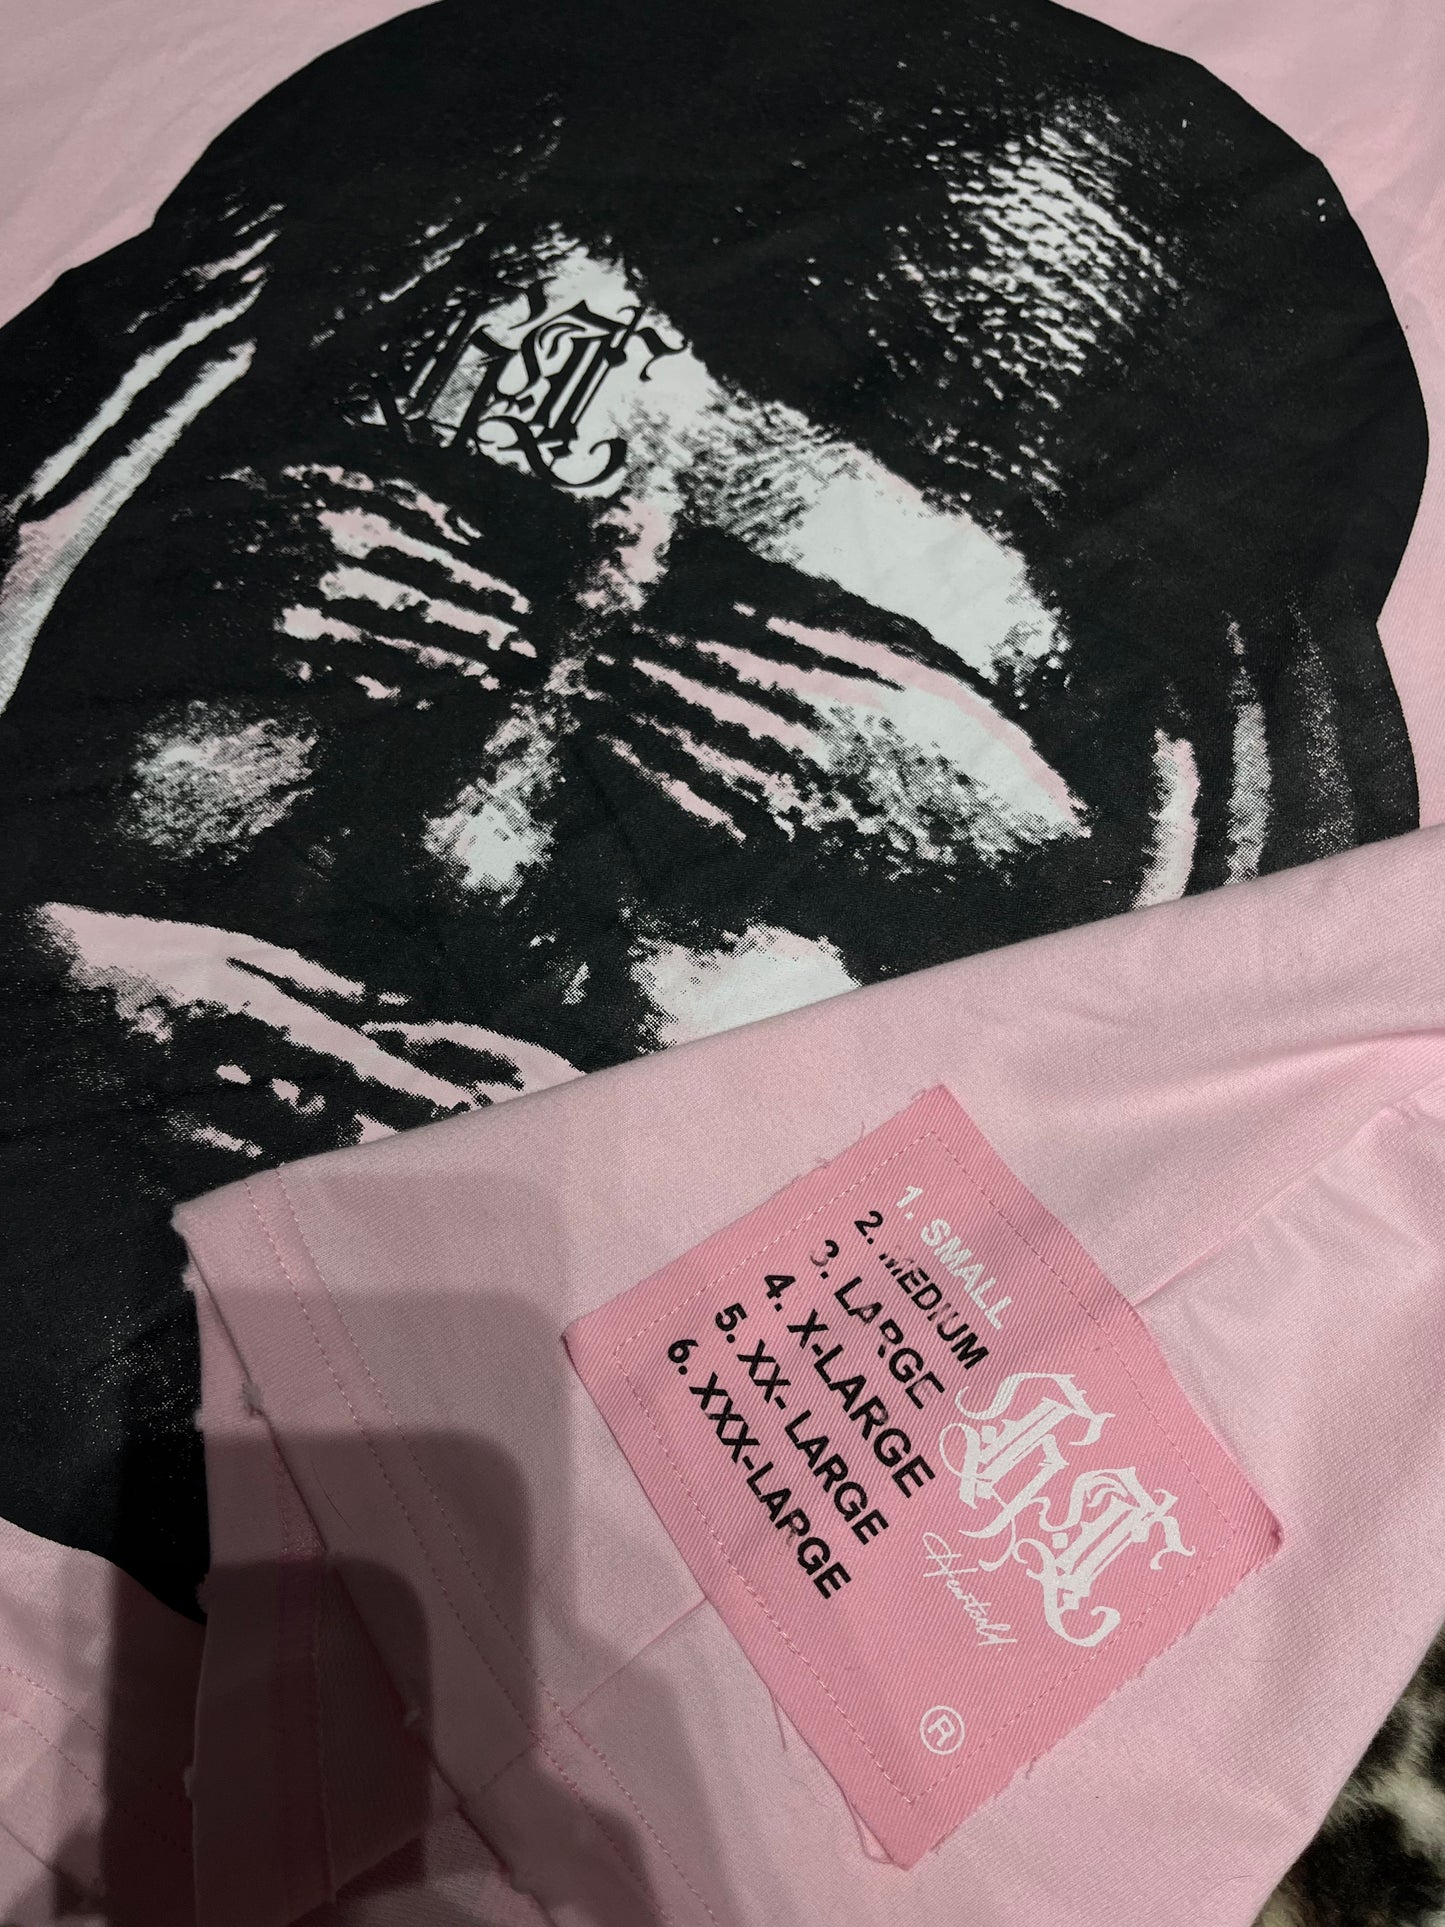 1. SMALL
2. MEDIUM
3. LARGE
4. X-LARGE
5. XX- LARGE
6. XXX-LARGE
®